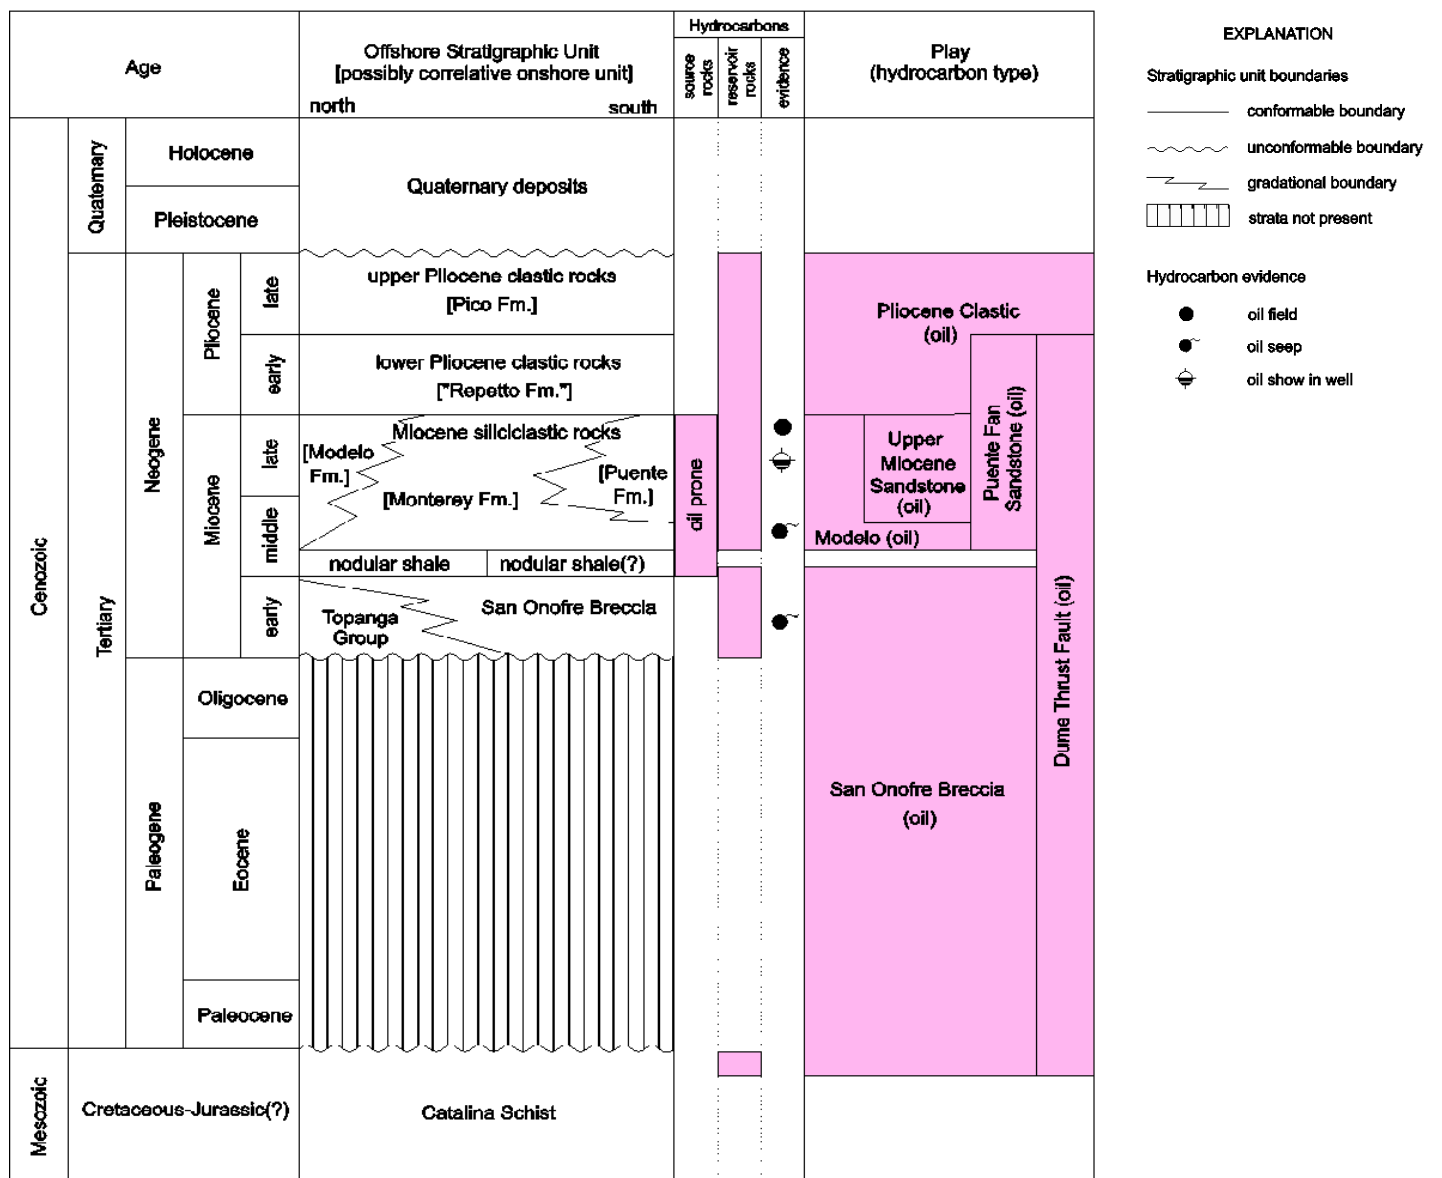 Age
Offshore Stratigraphic Unit
[possibly correlative onshore unit]
north
south
Hydrocarbons
source
rocks
reservoir
rocks
evidence
Play
(hydrocarbon type)
Cenozoic
Quaternary
Holocene
Pleistocene
Quaternary deposits
Tertiary
Neogene
Pliocene
late
upper Pliocene clastic rocks
[Pico Fm.]
early
lower Pliocene clastic rocks
["Repetto Fm."]
Miocene
late
Miocene siliciclastic rocks
[Modelo
Fm.]
[Monterey Fm.]
[Puente
Fm.]
middle
nodular shale
nodular shale(?)
early
Topanga
Group
San Onofre Breccia
oil prone
Pliocene Clastic
(oil)
Upper
Miocene
Sandstone
(oil)
Puente Fan
Sandstone (oil)
Modelo (oil)
Dume Thrust Fault (oil)
San Onofre Breccia
(oil)
Paleogene
Oligocene
Eocene
Paleocene
Mesozoic
Cretaceous-Jurassic(?)
Catalina Schist
EXPLANATION
Stratigraphic unit boundaries
conformable boundary
unconformable boundary
gradational boundary
strata not present
Hydrocarbon evidence
oil field
oil seep
oil show in well